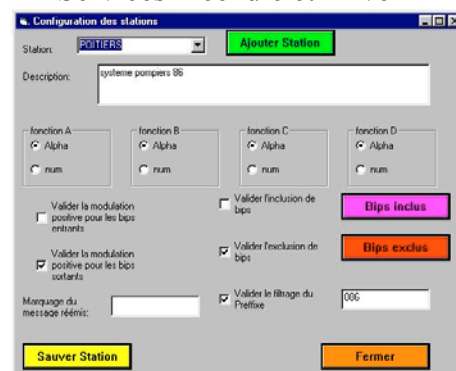 Configuration des stations
Station: POITIERS Ajouter Station
Description: systeme pompiers 86
fonction A fonction B fonction C fonction D
Alpha Alpha Alpha Alpha
num num num num
Valider la modulation positive pour les bips entrants
Valider l'inclusion de bips
Bips inclus
Valider la modulation positive pour les bips sortants
Valider l'exclusion de bips
Bips exclus
Marquage du message réémis:
Valider le filtrage du Preffixe
086
Sauver Station Fermer